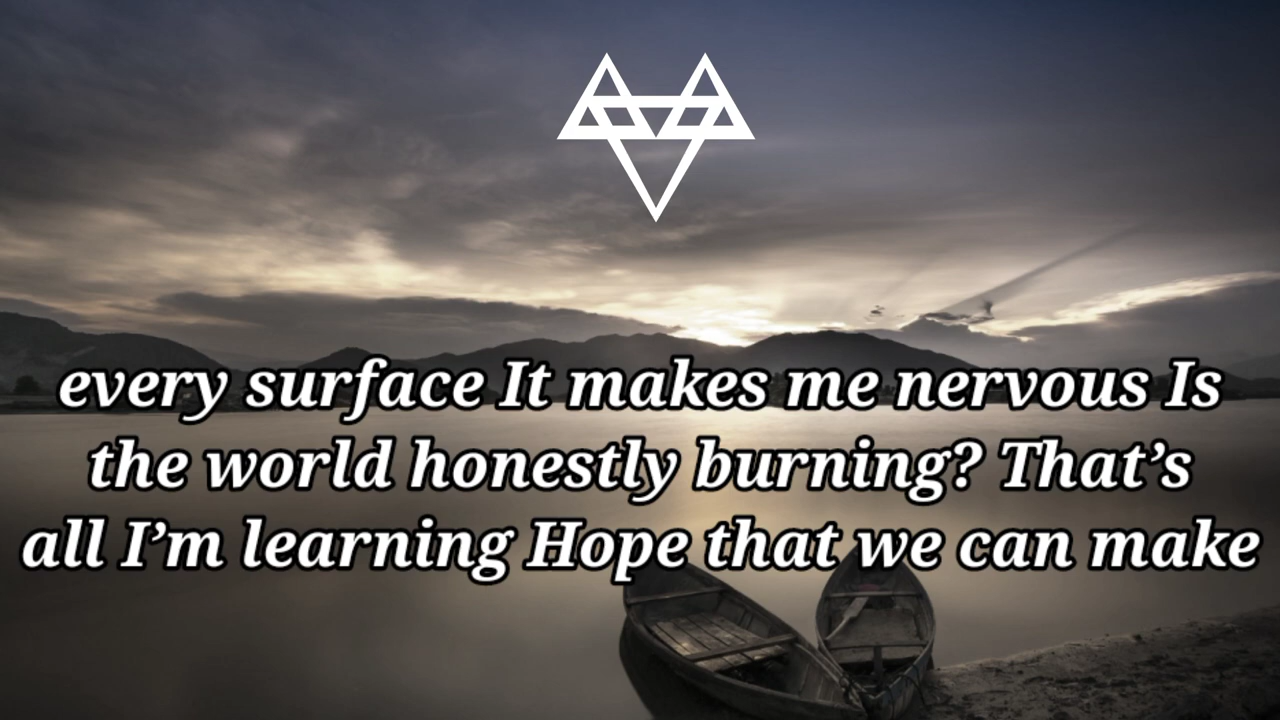 every surface It makes me nervous Is
the world honestly burning? That’s
all I’m learning Hope that we can make